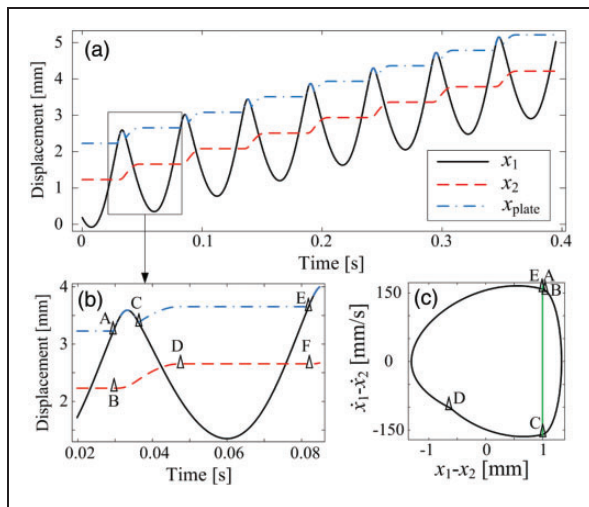 (a)
Displacement [mm]
5
4
3
2
1
0
x₁
x₂
x_plate
0 0.1 0.2 0.3 0.4
Time [s]
(b)
Displacement [mm]
4
3
2
A C E
B D F
0.02 0.04 0.06 0.08
Time [s]
(c)
ẋ₁-ẋ₂ [mm/s]
150
0
-150
E A
B
D
C
-1 0 1
x₁-x₂ [mm]